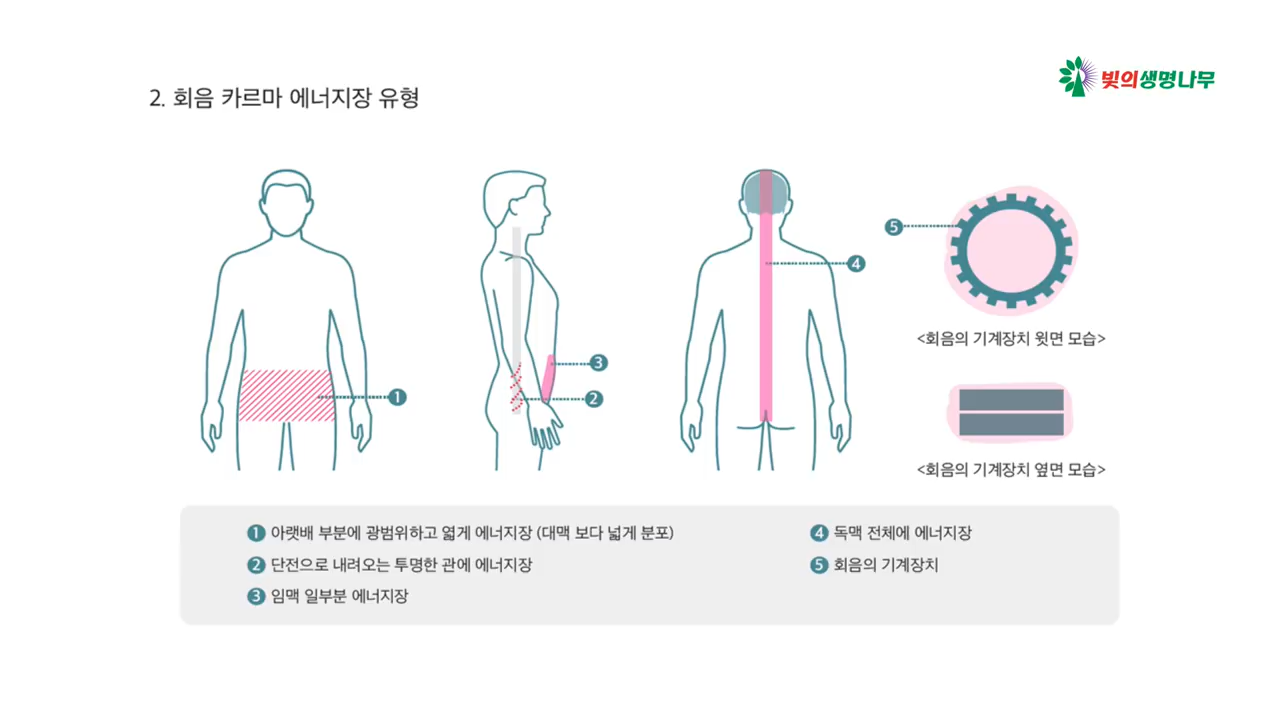 빛의생명나무
2. 회음 카르마 에너지장 유형
5
4
<회음의 기계장치 윗면 모습>
3
1
2
<회음의 기계장치 옆면 모습>
1 아랫배 부분에 광범위하고 엷게 에너지장 (대맥 보다 넓게 분포)
2 단전으로 내려오는 투명한 관에 에너지장
3 임맥 일부분 에너지장
4 독맥 전체에 에너지장
5 회음의 기계장치